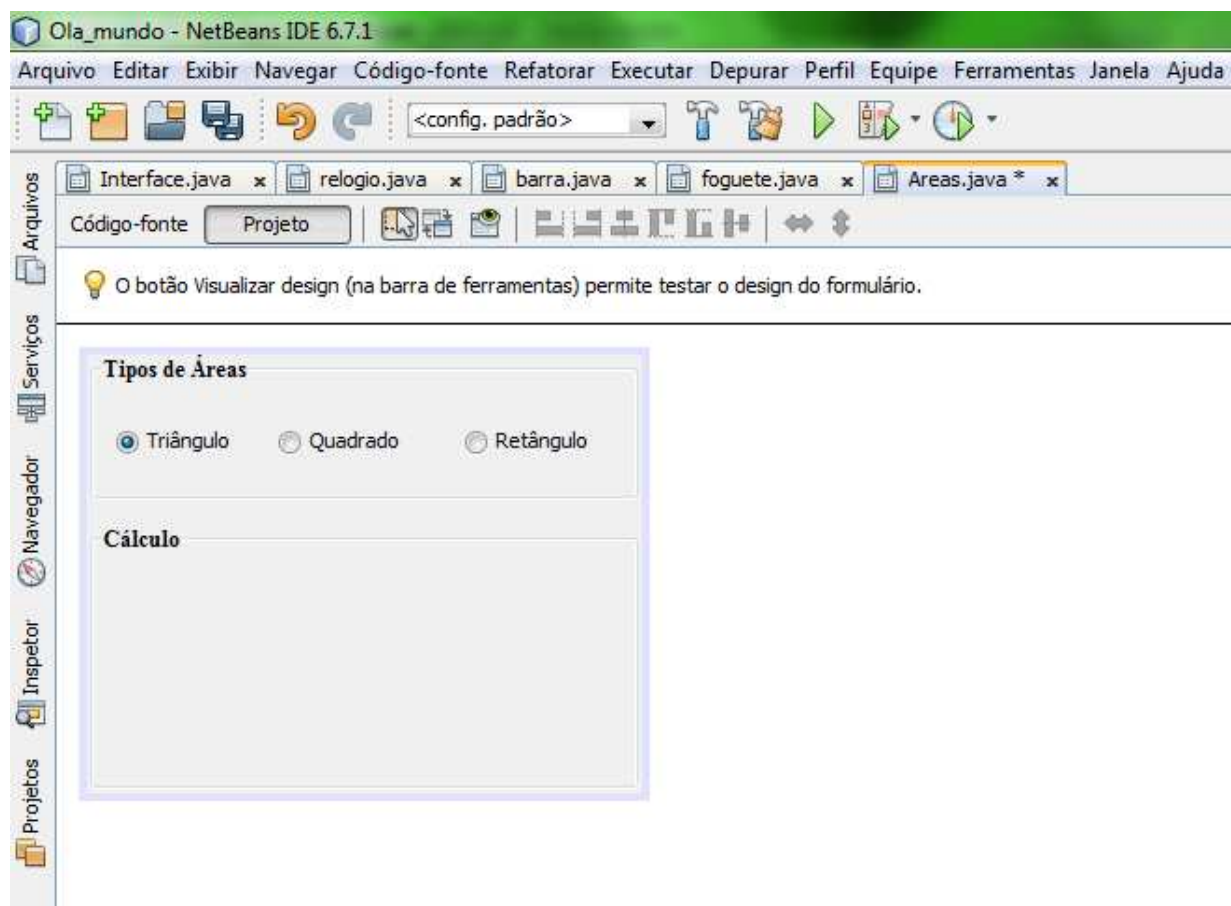 Ola_mundo - NetBeans IDE 6.7.1
Arquivo Editar Exibir Navegar Código-fonte Refatorar Executar Depurar Perfil Equipe Ferramentas Janela Ajuda
<config. padrão>
Interface.java x relogio.java x barra.java x foguete.java x Areas.java * x
Código-fonte Projeto
O botão Visualizar design (na barra de ferramentas) permite testar o design do formulário.
Arquivos
Serviços
Navegador
Inspetor
Projetos
Tipos de Áreas
Triângulo Quadrado Retângulo
Cálculo